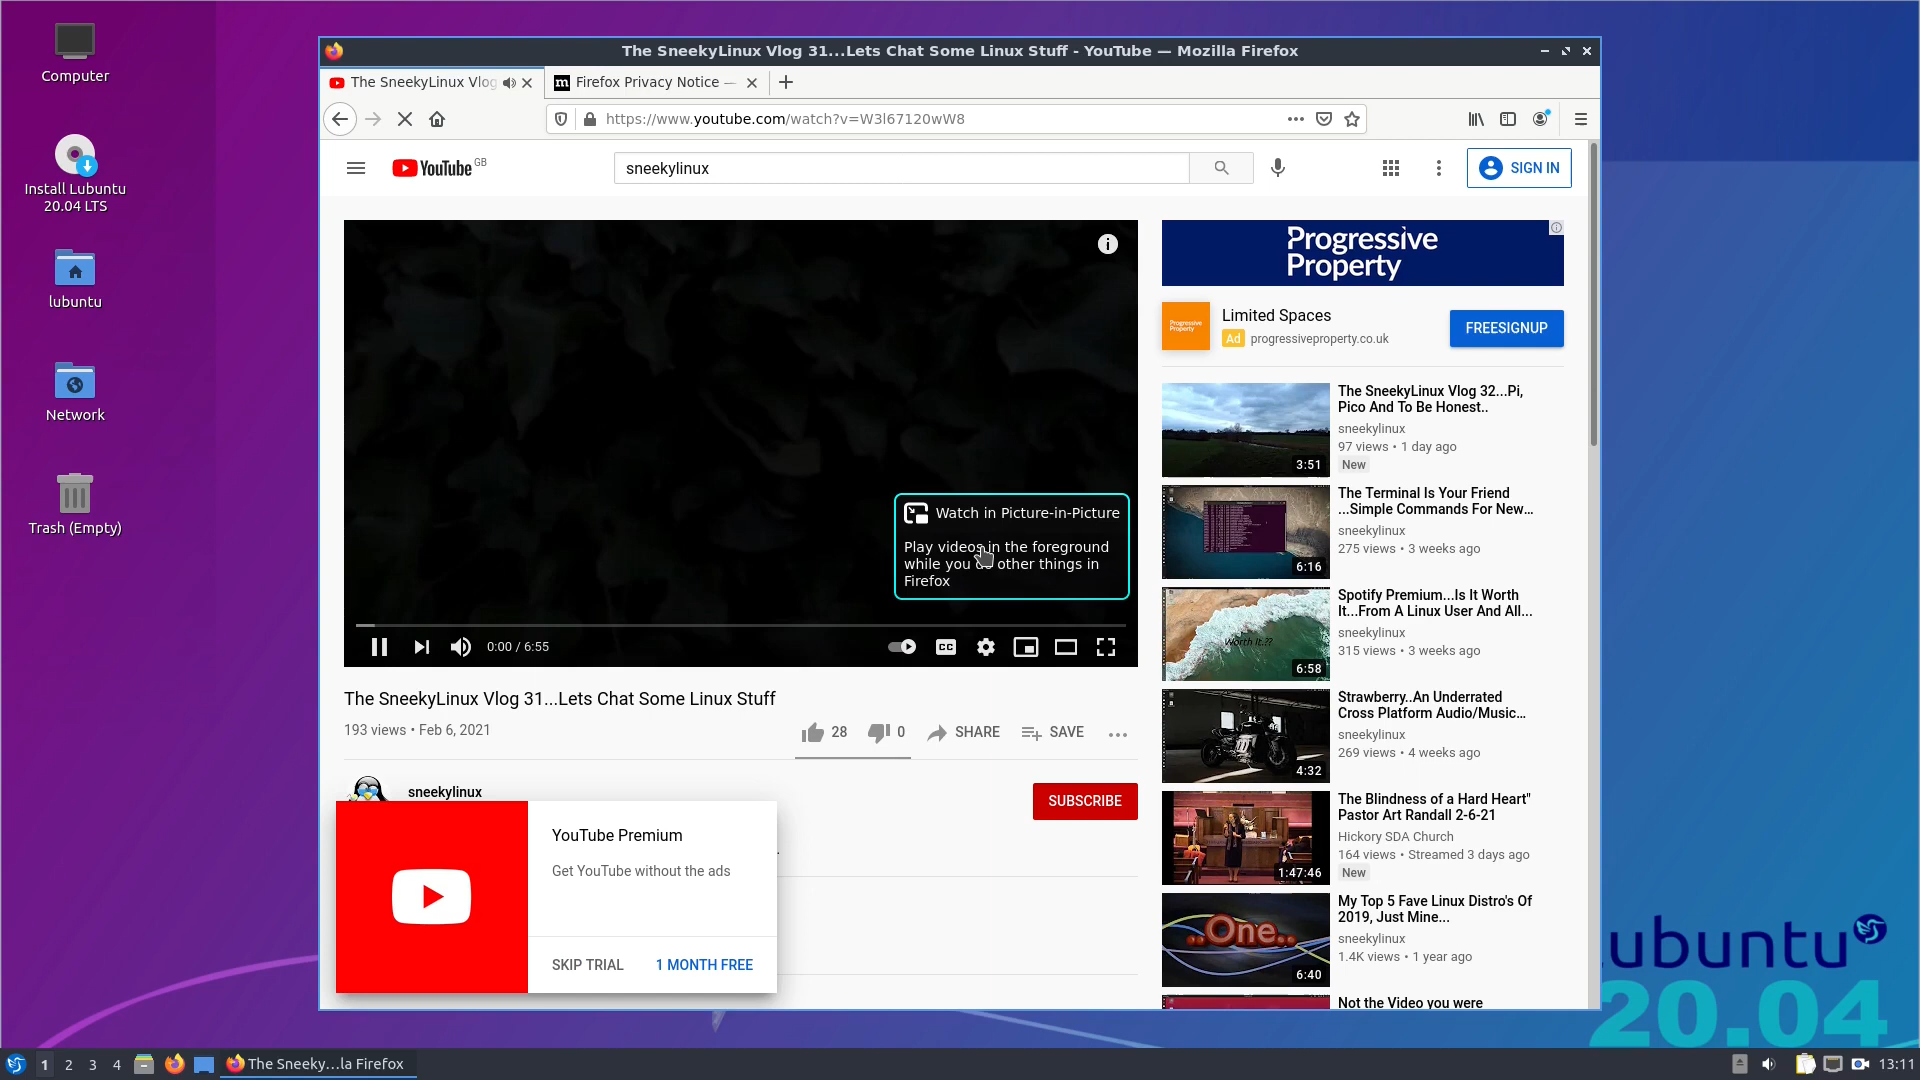 Computer
Install Lubuntu
20.04 LTS
lubuntu
Network
Trash (Empty)
The SneekyLinux Vlog 31...Lets Chat Some Linux Stuff - YouTube — Mozilla Firefox
The SneekyLinux Vlog
Firefox Privacy Notice —
https://www.youtube.com/watch?v=W3l67120wW8
YouTube GB
sneekylinux
SIGN IN
Watch in Picture-in-Picture
Play videos in the foreground
while you other things in
Firefox
0:00 / 6:55
CC
The SneekyLinux Vlog 31...Lets Chat Some Linux Stuff
193 views • Feb 6, 2021
28
0
SHARE
SAVE
sneekylinux
SUBSCRIBE
YouTube Premium
Get YouTube without the ads
SKIP TRIAL
1 MONTH FREE
Progressive
Property
Progressive
Property
Limited Spaces
Ad progressiveproperty.co.uk
FREESIGNUP
3:51
The SneekyLinux Vlog 32...Pi,
Pico And To Be Honest..
sneekylinux
97 views • 1 day ago
New
6:16
The Terminal Is Your Friend
...Simple Commands For New...
sneekylinux
275 views • 3 weeks ago
Worth It.??
6:58
Spotify Premium...Is It Worth
It...From A Linux User And All...
sneekylinux
315 views • 3 weeks ago
4:32
Strawberry..An Underrated
Cross Platform Audio/Music...
sneekylinux
269 views • 4 weeks ago
1:47:46
The Blindness of a Hard Heart"
Pastor Art Randall 2-6-21
Hickory SDA Church
164 views • Streamed 3 days ago
New
..One..
6:40
My Top 5 Fave Linux Distro's Of
2019, Just Mine...
sneekylinux
1.4K views • 1 year ago
Not the Video you were
ubuntu
20.04
1 2 3 4
The Sneeky...la Firefox
13:11